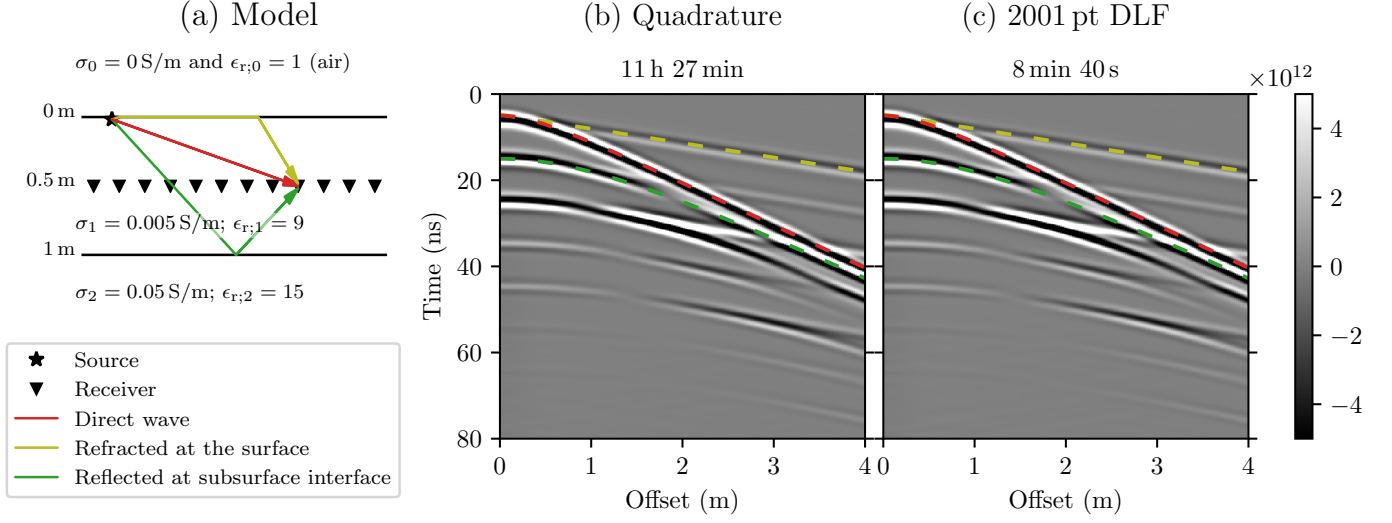 (a) Model
σ₀ = 0 S/m and ϵᵣ;₀ = 1 (air)
0 m
0.5 m
σ₁ = 0.005 S/m; ϵᵣ;₁ = 9
1 m
σ₂ = 0.05 S/m; ϵᵣ;₂ = 15
Source
Receiver
Direct wave
Refracted at the surface
Reflected at subsurface interface
(b) Quadrature
11 h 27 min
Time (ns)
0
20
40
60
80
0 1 2 3 4
Offset (m)
(c) 2001 pt DLF
8 min 40 s
0 1 2 3 4
Offset (m)
×10¹²
4
2
0
−2
−4